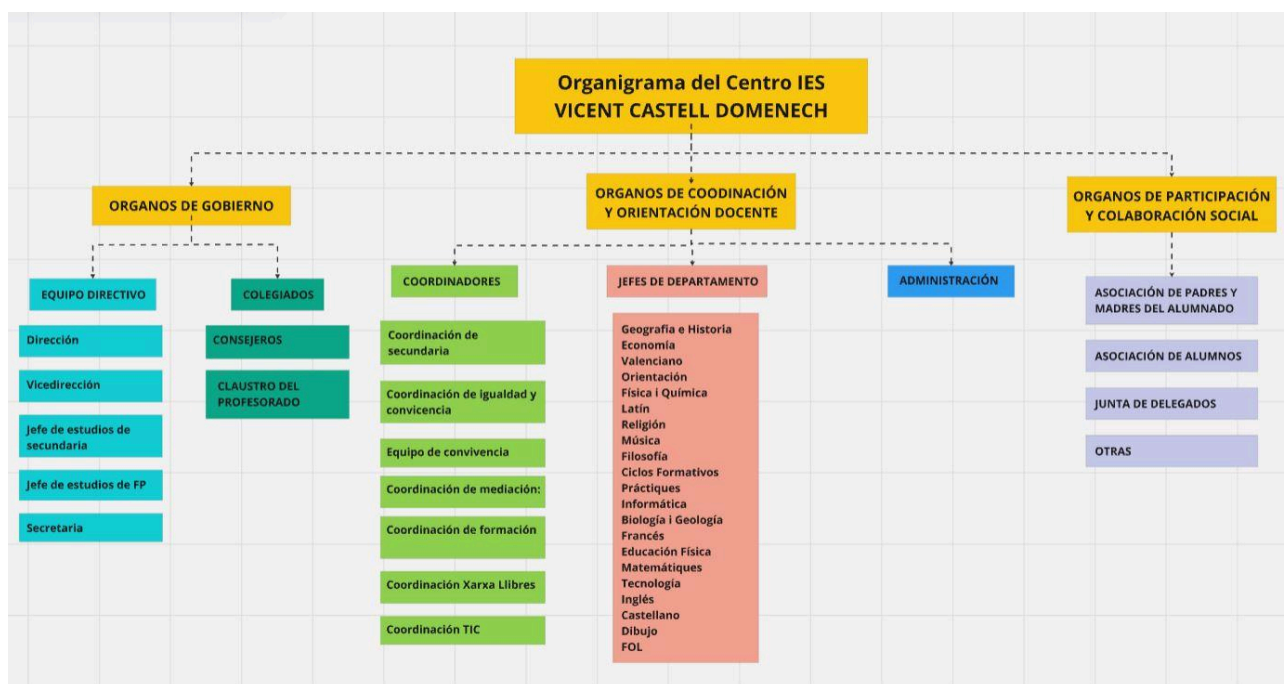 Organigrama del Centro IES
VICENT CASTELL DOMENECH
ORGANOS DE GOBIERNO
ORGANOS DE COODINACIÓN
Y ORIENTACIÓN DOCENTE
ORGANOS DE PARTICIPACIÓN
Y COLABORACIÓN SOCIAL
EQUIPO DIRECTIVO
Dirección
Vicedirección
Jefe de estudios de
secundaria
Jefe de estudios de FP
Secretaria
COLEGIADOS
CONSEJEROS
CLAUSTRO DEL
PROFESORADO
COORDINADORES
Coordinación de
secundaria
Coordinación de igualdad y
convicencia
Equipo de convivencia
Coordinación de mediación:
Coordinación de formación
Coordinación Xarxa Llibres
Coordinación TIC
JEFES DE DEPARTAMENTO
Geografia e Historia
Economía
Valenciano
Orientación
Física i Química
Latín
Religión
Música
Filosofía
Ciclos Formativos
Práctiques
Informática
Biología i Geología
Francés
Educación Física
Matemátiques
Tecnología
Inglés
Castellano
Dibujo
FOL
ADMINISTRACIÓN
ASOCIACIÓN DE PADRES Y
MADRES DEL ALUMNADO
ASOCIACIÓN DE ALUMNOS
JUNTA DE DELEGADOS
OTRAS